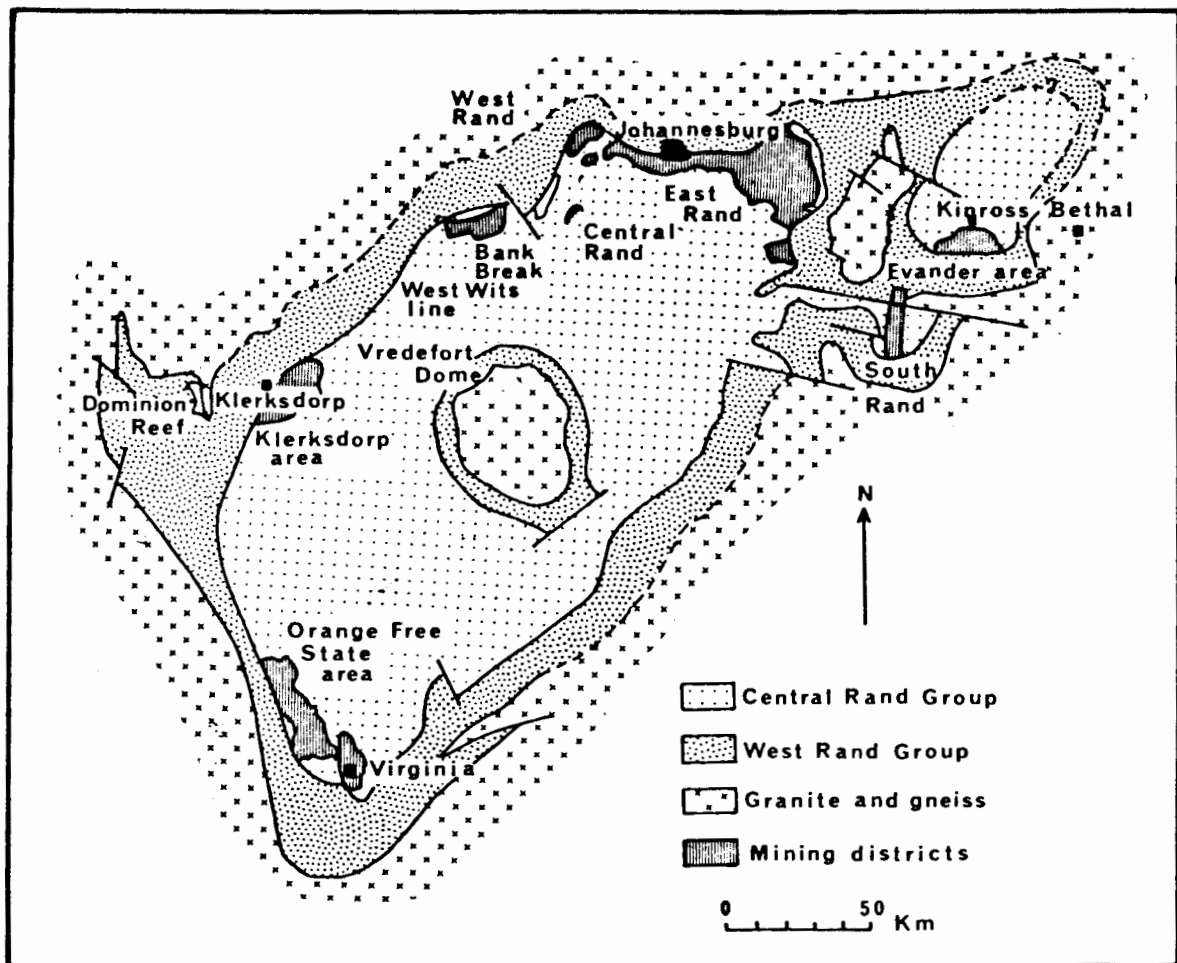 West
Rand
Johannesburg
East
Rand
Central
Rand
Bank
Break
West Wits
line
Kinross
Bethal
Evander area
?
Vredefort
Dome
South
Rand
Dominion
Reef
Klerksdorp
Klerksdorp
area
N
Orange Free
State
area
Virginia
Central Rand Group
West Rand Group
Granite and gneiss
Mining districts
0 50 Km